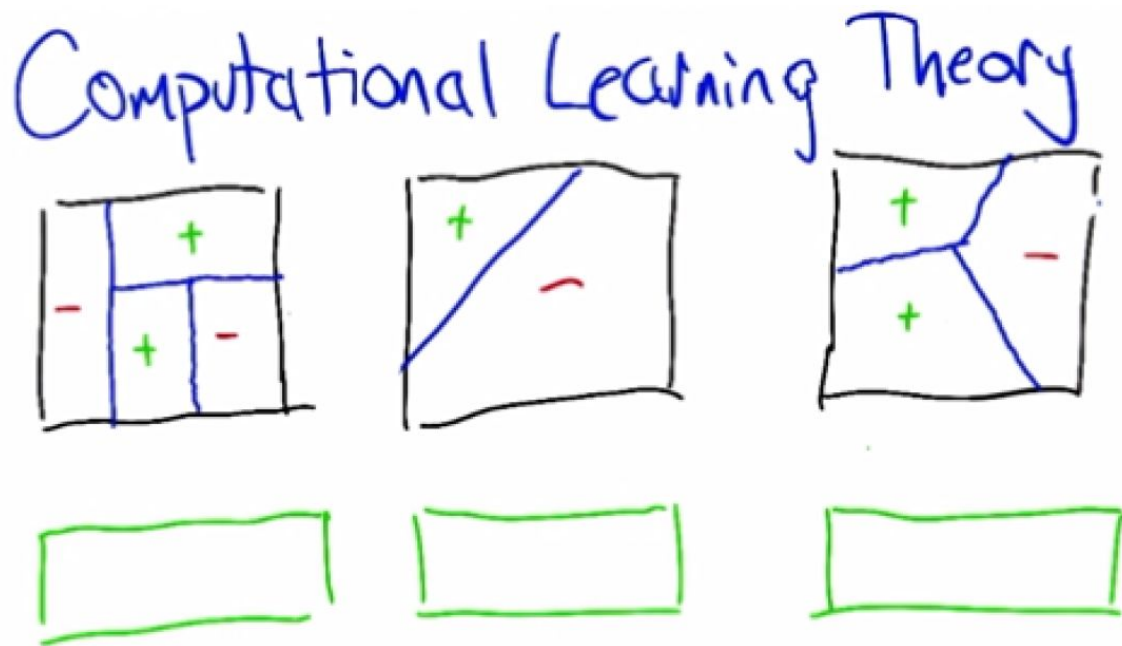 Computational Learning Theory
- + + -
+ -
+ + -